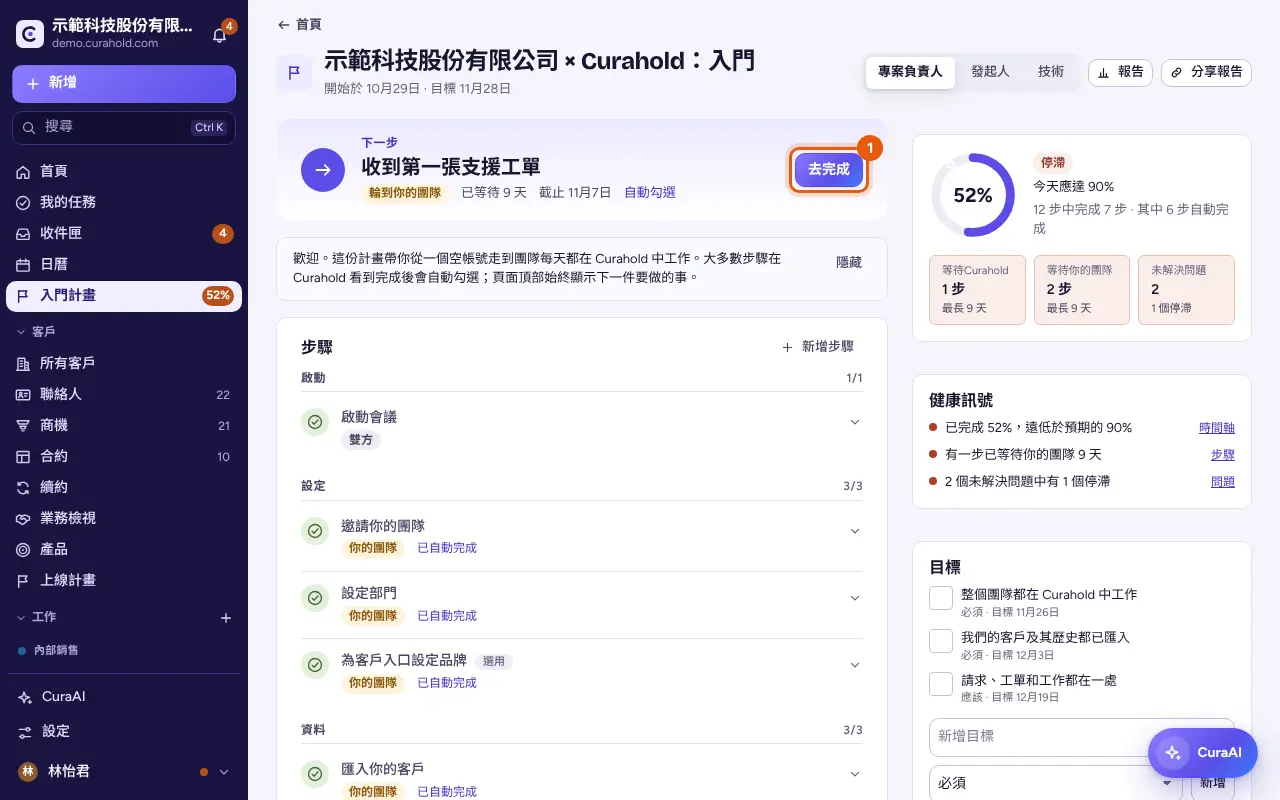 示範科技股份有限...
demo.curahold.com
4
新增
搜尋
Ctrl K
首頁
我的任務
收件匣
4
日曆
入門計畫
52%
客戶
所有客戶
聯絡人
22
商機
21
合約
10
續約
業務檢視
產品
上線計畫
工作
內部銷售
CuraAI
設定
林
林怡君
首頁
示範科技股份有限公司 × Curahold：入門
開始於 10月29日 · 目標 11月28日
專案負責人
發起人
技術
報告
分享報告
下一步
收到第一張支援工單
輪到你的團隊
已等待 9 天
截止 11月7日
自動勾選
去完成
1
歡迎。這份計畫帶你從一個空帳號走到團隊每天都在 Curahold 中工作。大多數步驟在
Curahold 看到完成後會自動勾選；頁面頂部始終顯示下一件要做的事。
隱藏
步驟
新增步驟
啟動
1/1
啟動會議
雙方
設定
3/3
邀請你的團隊
你的團隊
已自動完成
設定部門
你的團隊
已自動完成
為客戶入口設定品牌
選用
你的團隊
已自動完成
資料
3/3
匯入你的客戶
你的團隊
已自動完成
52%
停滯
今天應達 90%
12 步中完成 7 步 · 其中 6 步自動完
成
等待Curahold
1 步
最長 9 天
等待你的團隊
2 步
最長 9 天
未解決問題
2
1 個停滯
健康訊號
已完成 52%，遠低於預期的 90%
時間軸
有一步已等待你的團隊 9 天
步驟
2 個未解決問題中有 1 個停滯
問題
目標
整個團隊都在 Curahold 中工作
必須 · 目標 11月26日
我們的客戶及其歷史都已匯入
必須 · 目標 12月3日
請求、工單和工作都在一處
應該 · 目標 12月19日
新增目標
必須
新增
CuraAI